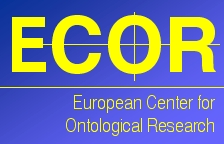 ECOR
European Center for
Ontological Research